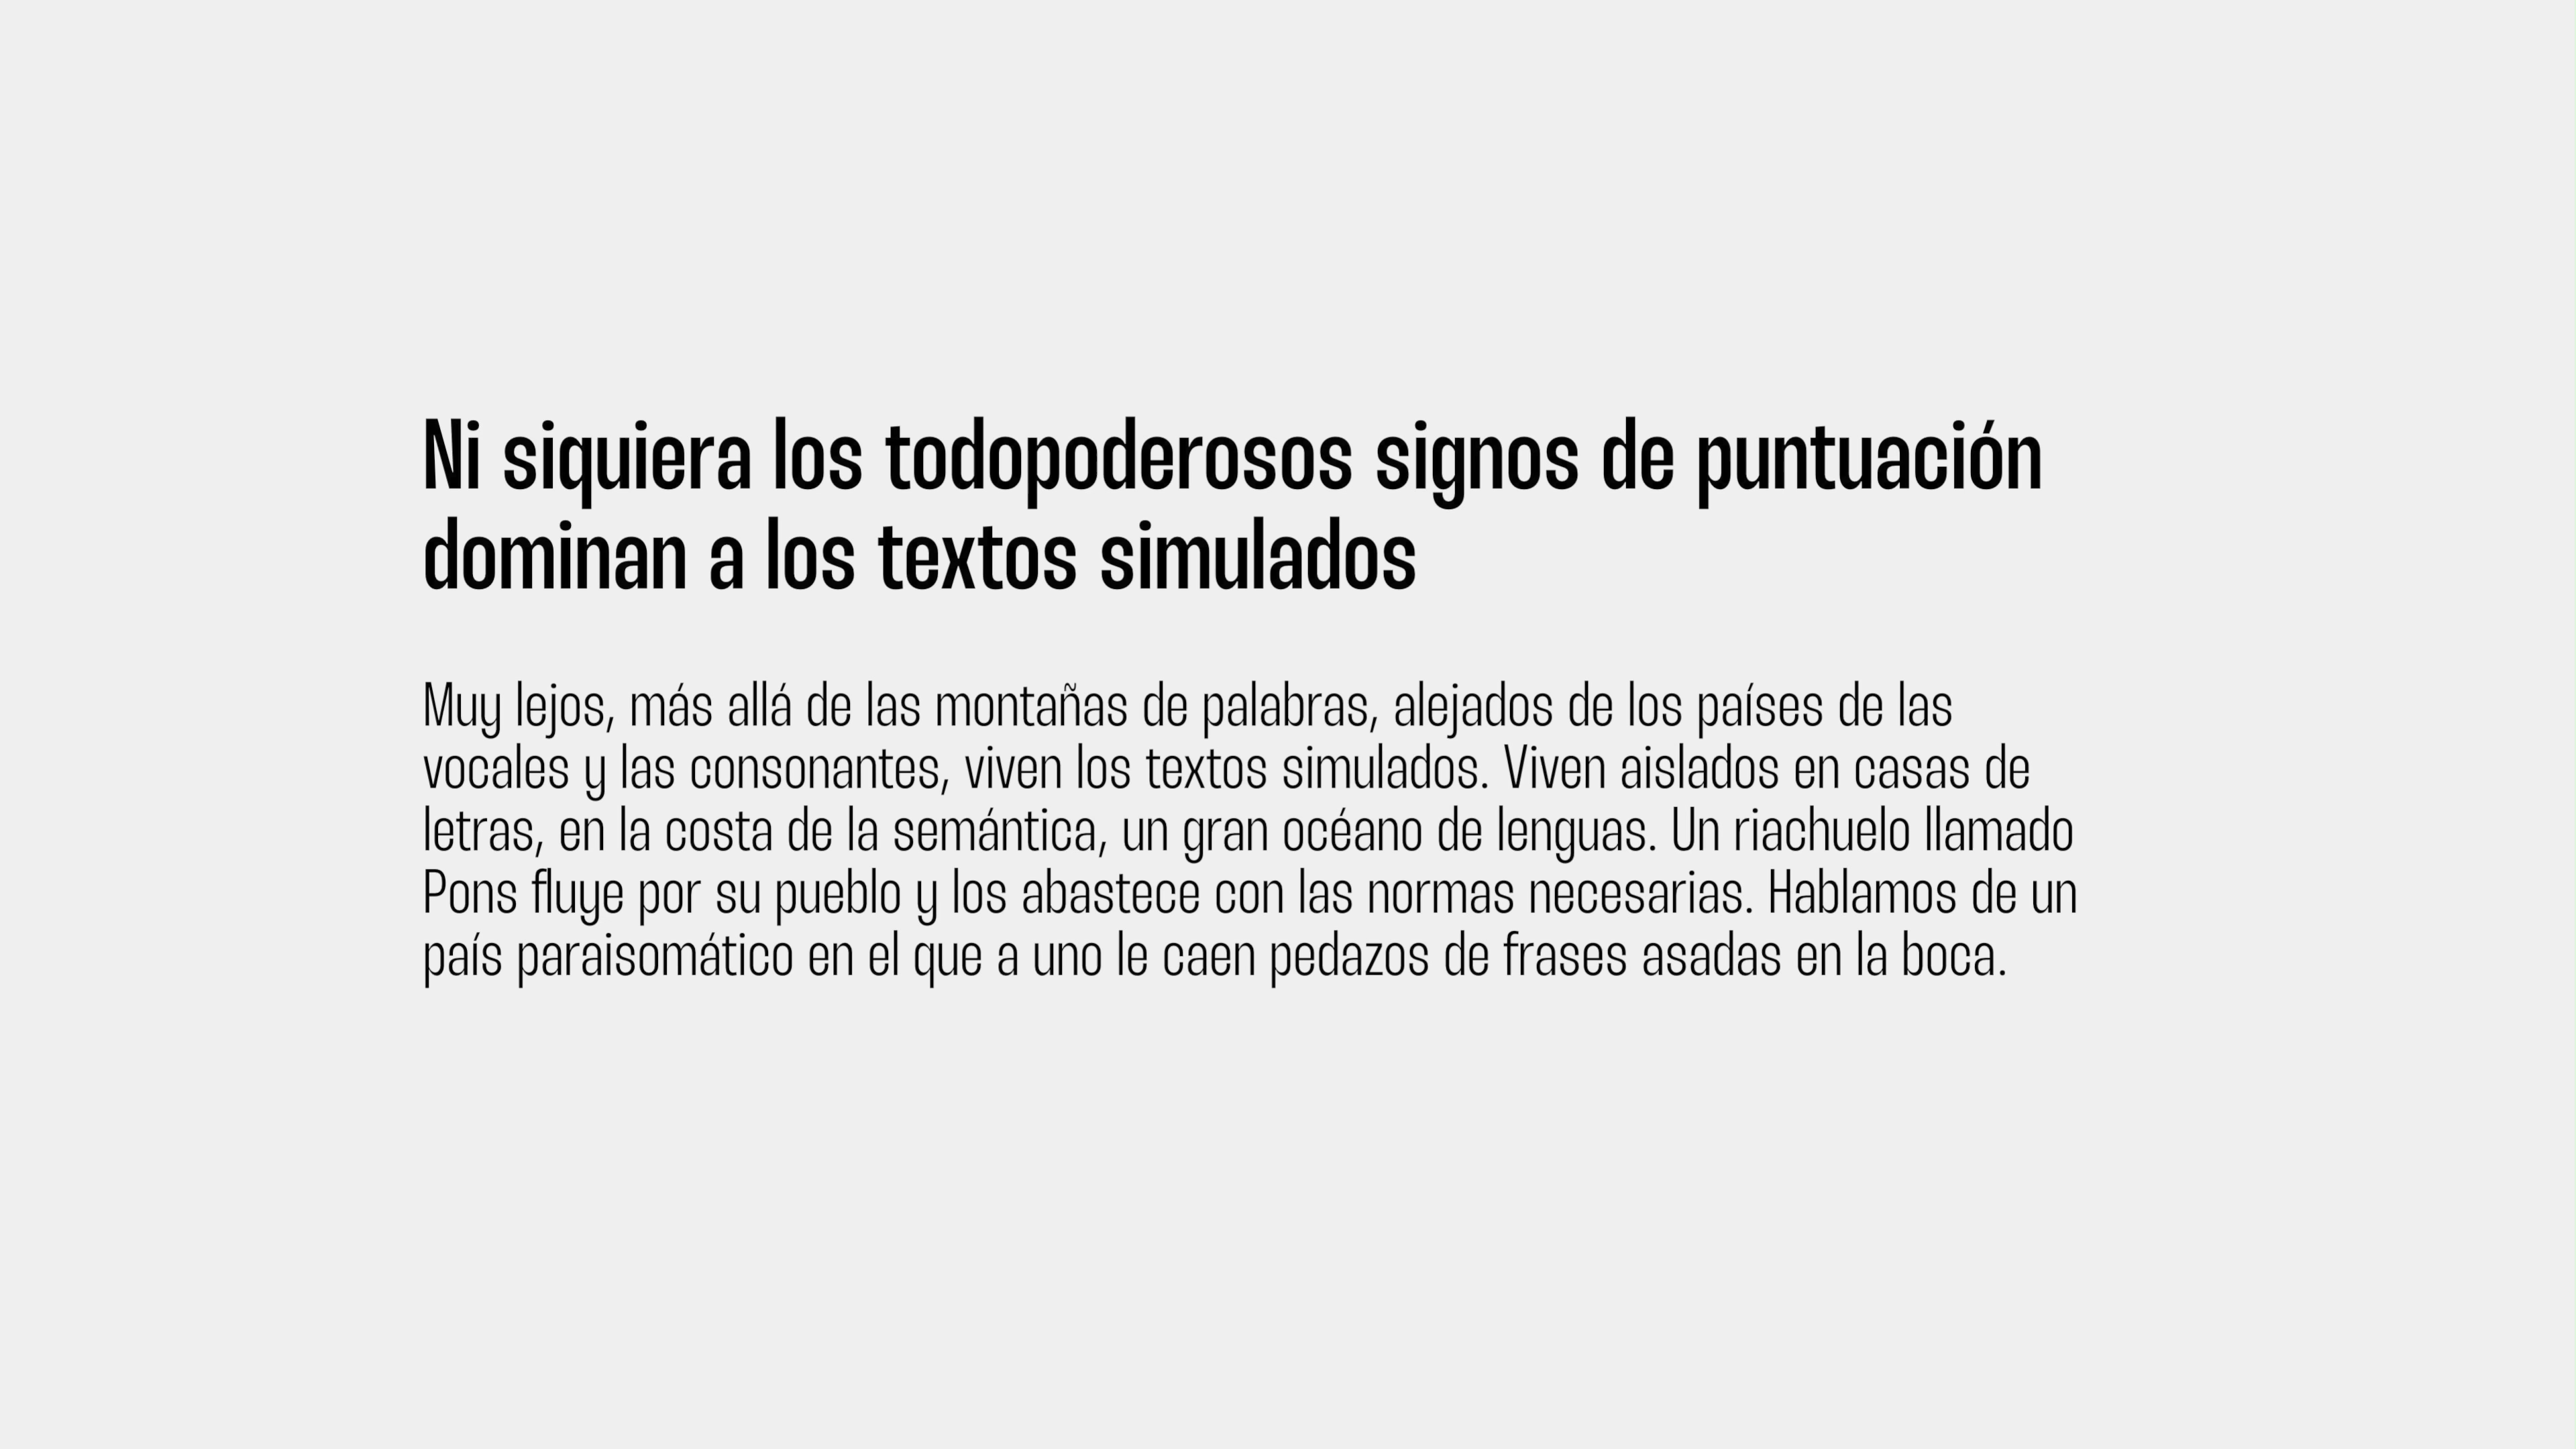 Ni siquiera los todopoderosos signos de puntuación
dominan a los textos simulados
Muy lejos, más allá de las montañas de palabras, alejados de los países de las
vocales y las consonantes, viven los textos simulados. Viven aislados en casas de
letras, en la costa de la semántica, un gran océano de lenguas. Un riachuelo llamado
Pons fluye por su pueblo y los abastece con las normas necesarias. Hablamos de un
país paraisomático en el que a uno le caen pedazos de frases asadas en la boca.